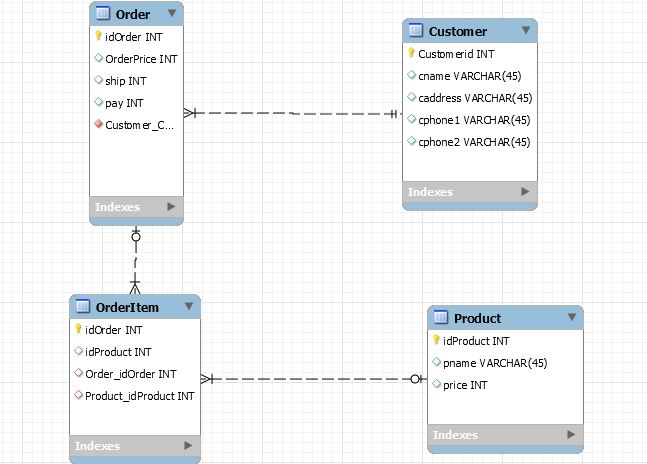 Order
idOrder INT
OrderPrice INT
ship INT
pay INT
Customer_C...
Indexes
Customer
Customerid INT
cname VARCHAR(45)
caddress VARCHAR(45)
cphone1 VARCHAR(45)
cphone2 VARCHAR(45)
Indexes
OrderItem
idOrder INT
idProduct INT
Order_idOrder INT
Product_idProduct INT
Indexes
Product
idProduct INT
pname VARCHAR(45)
price INT
Indexes